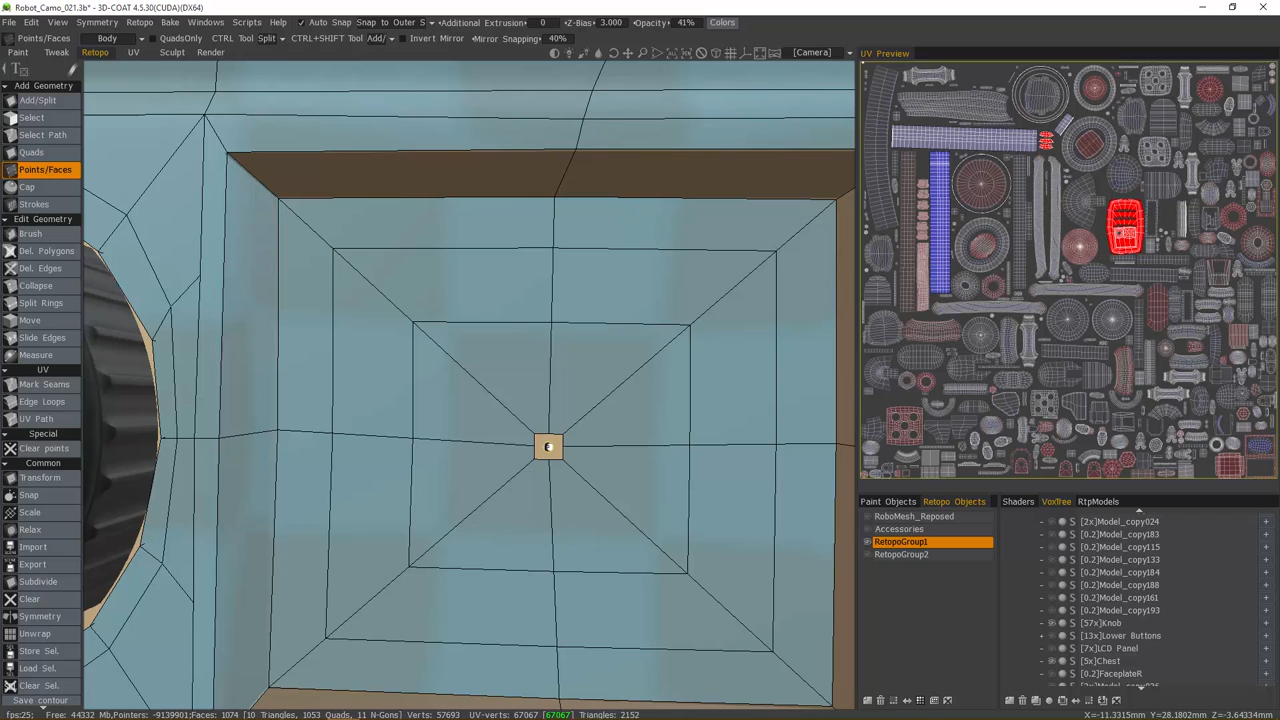 Robot_Camo_021.3b* - 3D-COAT 4.5.30(CUDA)(DX64)
File Edit View Symmetry Retopo Bake Windows Scripts Help Auto Snap Snap to Outer S Additional Extrusion 0 Z-Bias 3.000 Opacity 41% Colors
Points/Faces Body QuadsOnly CTRL Tool Split CTRL+SHIFT Tool Add/ Invert Mirror Mirror Snapping 40%
Paint Tweak Retopo UV Sculpt Render [Camera] UV Preview
Add Geometry
Add/Split
Select
Select Path
Quads
Points/Faces
Cap
Strokes
Edit Geometry
Brush
Del. Polygons
Del. Edges
Collapse
Split Rings
Move
Slide Edges
Measure
UV
Mark Seams
Edge Loops
UV Path
Special
Clear points
Common
Transform
Snap
Scale
Relax
Import
Export
Subdivide
Clear
Symmetry
Unwrap
Store Sel.
Load Sel.
Clear Sel.
Save contour
Paint Objects Retopo Objects
RoboMesh_Reposed
Accessories
RetopoGroup1
RetopoGroup2
Shaders VoxTree RtpModels
S [2x]Model_copy024
S [0.2]Model_copy183
S [0.2]Model_copy115
S [0.2]Model_copy133
S [0.2]Model_copy184
S [0.2]Model_copy188
S [0.2]Model_copy161
S [0.2]Model_copy193
S [57x]Knob
S [13x]Lower Buttons
S [7x]LCD Panel
S [5x]Chest
S [0.2]FaceplateR
fps:25; Free: 44332 Mb,Pointers: -9139901;Faces: 1074 [10 Triangles, 1053 Quads, 11 N-Gons] Verts: 57693 UV-verts: 67067 [67067] Triangles: 2152 X=-11.3315mm Y=28.1802mm Z=-3.64334mm